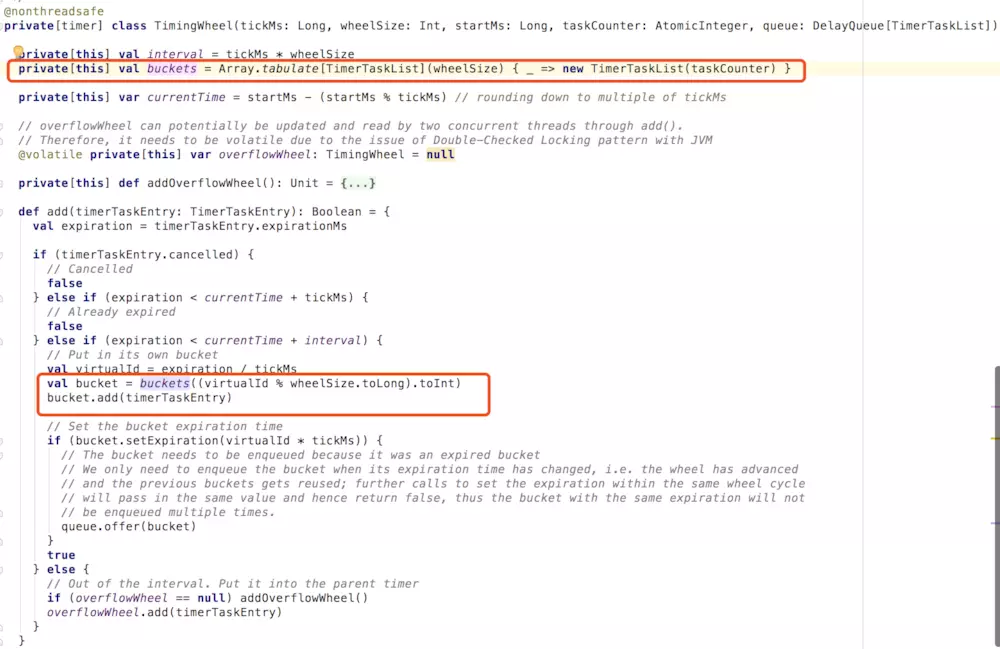 @nonthreadsafe
private[timer] class TimingWheel(tickMs: Long, wheelSize: Int, startMs: Long, taskCounter: AtomicInteger, queue: DelayQueue[TimerTaskList])
private[this] val interval = tickMs * wheelSize
private[this] val buckets = Array.tabulate[TimerTaskList](wheelSize) { _ => new TimerTaskList(taskCounter) }
private[this] var currentTime = startMs - (startMs % tickMs) // rounding down to multiple of tickMs
// overflowWheel can potentially be updated and read by two concurrent threads through add().
// Therefore, it needs to be volatile due to the issue of Double-Checked Locking pattern with JVM
@volatile private[this] var overflowWheel: TimingWheel = null
private[this] def addOverflowWheel(): Unit = {...}
def add(timerTaskEntry: TimerTaskEntry): Boolean = {
val expiration = timerTaskEntry.expirationMs
if (timerTaskEntry.cancelled) {
// Cancelled
false
} else if (expiration < currentTime + tickMs) {
// Already expired
false
} else if (expiration < currentTime + interval) {
// Put in its own bucket
val virtualId = expiration / tickMs
val bucket = buckets((virtualId % wheelSize.toLong).toInt)
bucket.add(timerTaskEntry)
// Set the bucket expiration time
if (bucket.setExpiration(virtualId * tickMs)) {
// The bucket needs to be enqueued because it was an expired bucket
// We only need to enqueue the bucket when its expiration time has changed, i.e. the wheel has advanced
// and the previous buckets gets reused; further calls to set the expiration within the same wheel cycle
// will pass in the same value and hence return false, thus the bucket with the same expiration will not
// be enqueued multiple times.
queue.offer(bucket)
}
true
} else {
// Out of the interval. Put it into the parent timer
if (overflowWheel == null) addOverflowWheel()
overflowWheel.add(timerTaskEntry)
}
}